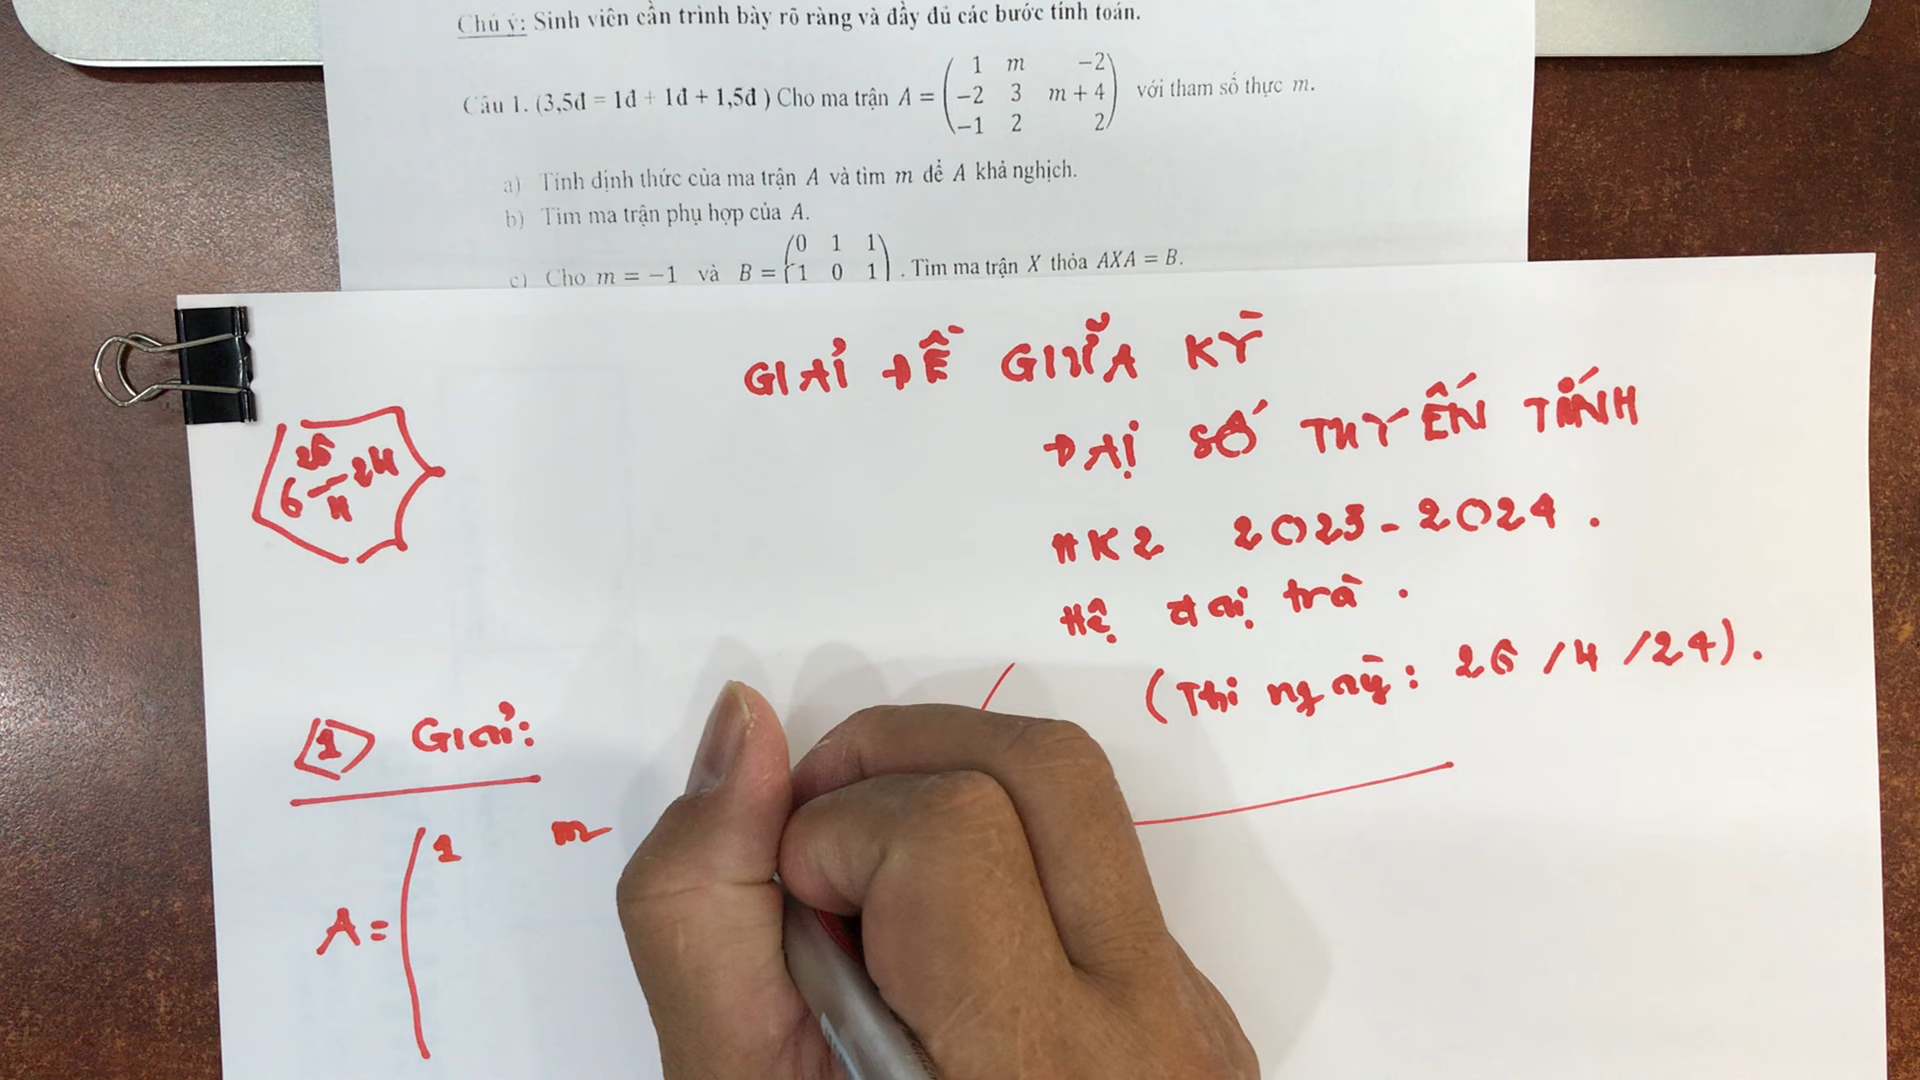 Chú ý: Sinh viên cần trình bày rõ ràng và đầy đủ các bước tính toán.
Câu 1. (3,5đ = 1đ + 1đ + 1,5đ ) Cho ma trận A = ( 1 m −2 ; −2 3 m + 4 ; −1 2 2 ) với tham số thực m.
a) Tính định thức của ma trận A và tìm m để A khả nghịch.
b) Tìm ma trận phụ hợp của A.
c) Cho m = −1 và B = ( 0 1 1 ; 1 0 1 ) . Tìm ma trận X thỏa AXA = B.
GIẢI ĐỀ GIỮA KỲ
ĐẠI SỐ TUYẾN TÍNH
HK2 2023-2024.
Hệ đại trà.
(Thi ngày: 26/4/24).
26
6 24
4
1 Giải:
A = ( 1 m